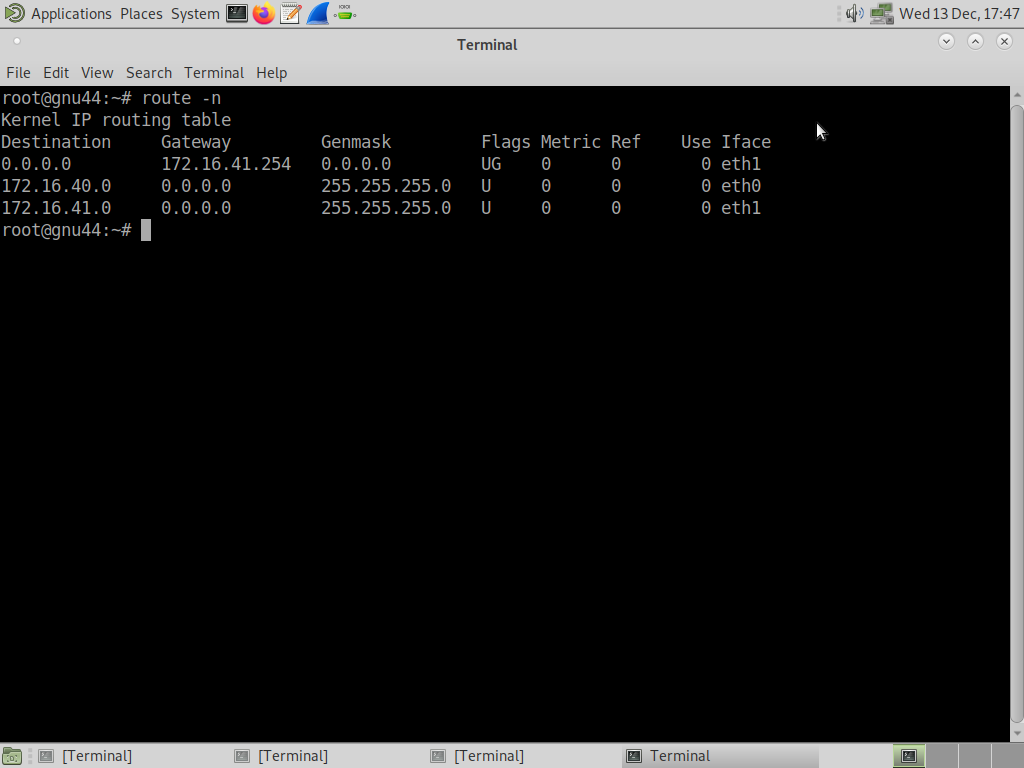 Applications Places System Wed 13 Dec, 17:47
Terminal
File Edit View Search Terminal Help
root@gnu44:~# route -n
Kernel IP routing table
Destination     Gateway         Genmask         Flags Metric Ref    Use Iface
0.0.0.0         172.16.41.254   0.0.0.0         UG    0      0        0 eth1
172.16.40.0     0.0.0.0         255.255.255.0   U     0      0        0 eth0
172.16.41.0     0.0.0.0         255.255.255.0   U     0      0        0 eth1
root@gnu44:~#
[Terminal] [Terminal] [Terminal] Terminal